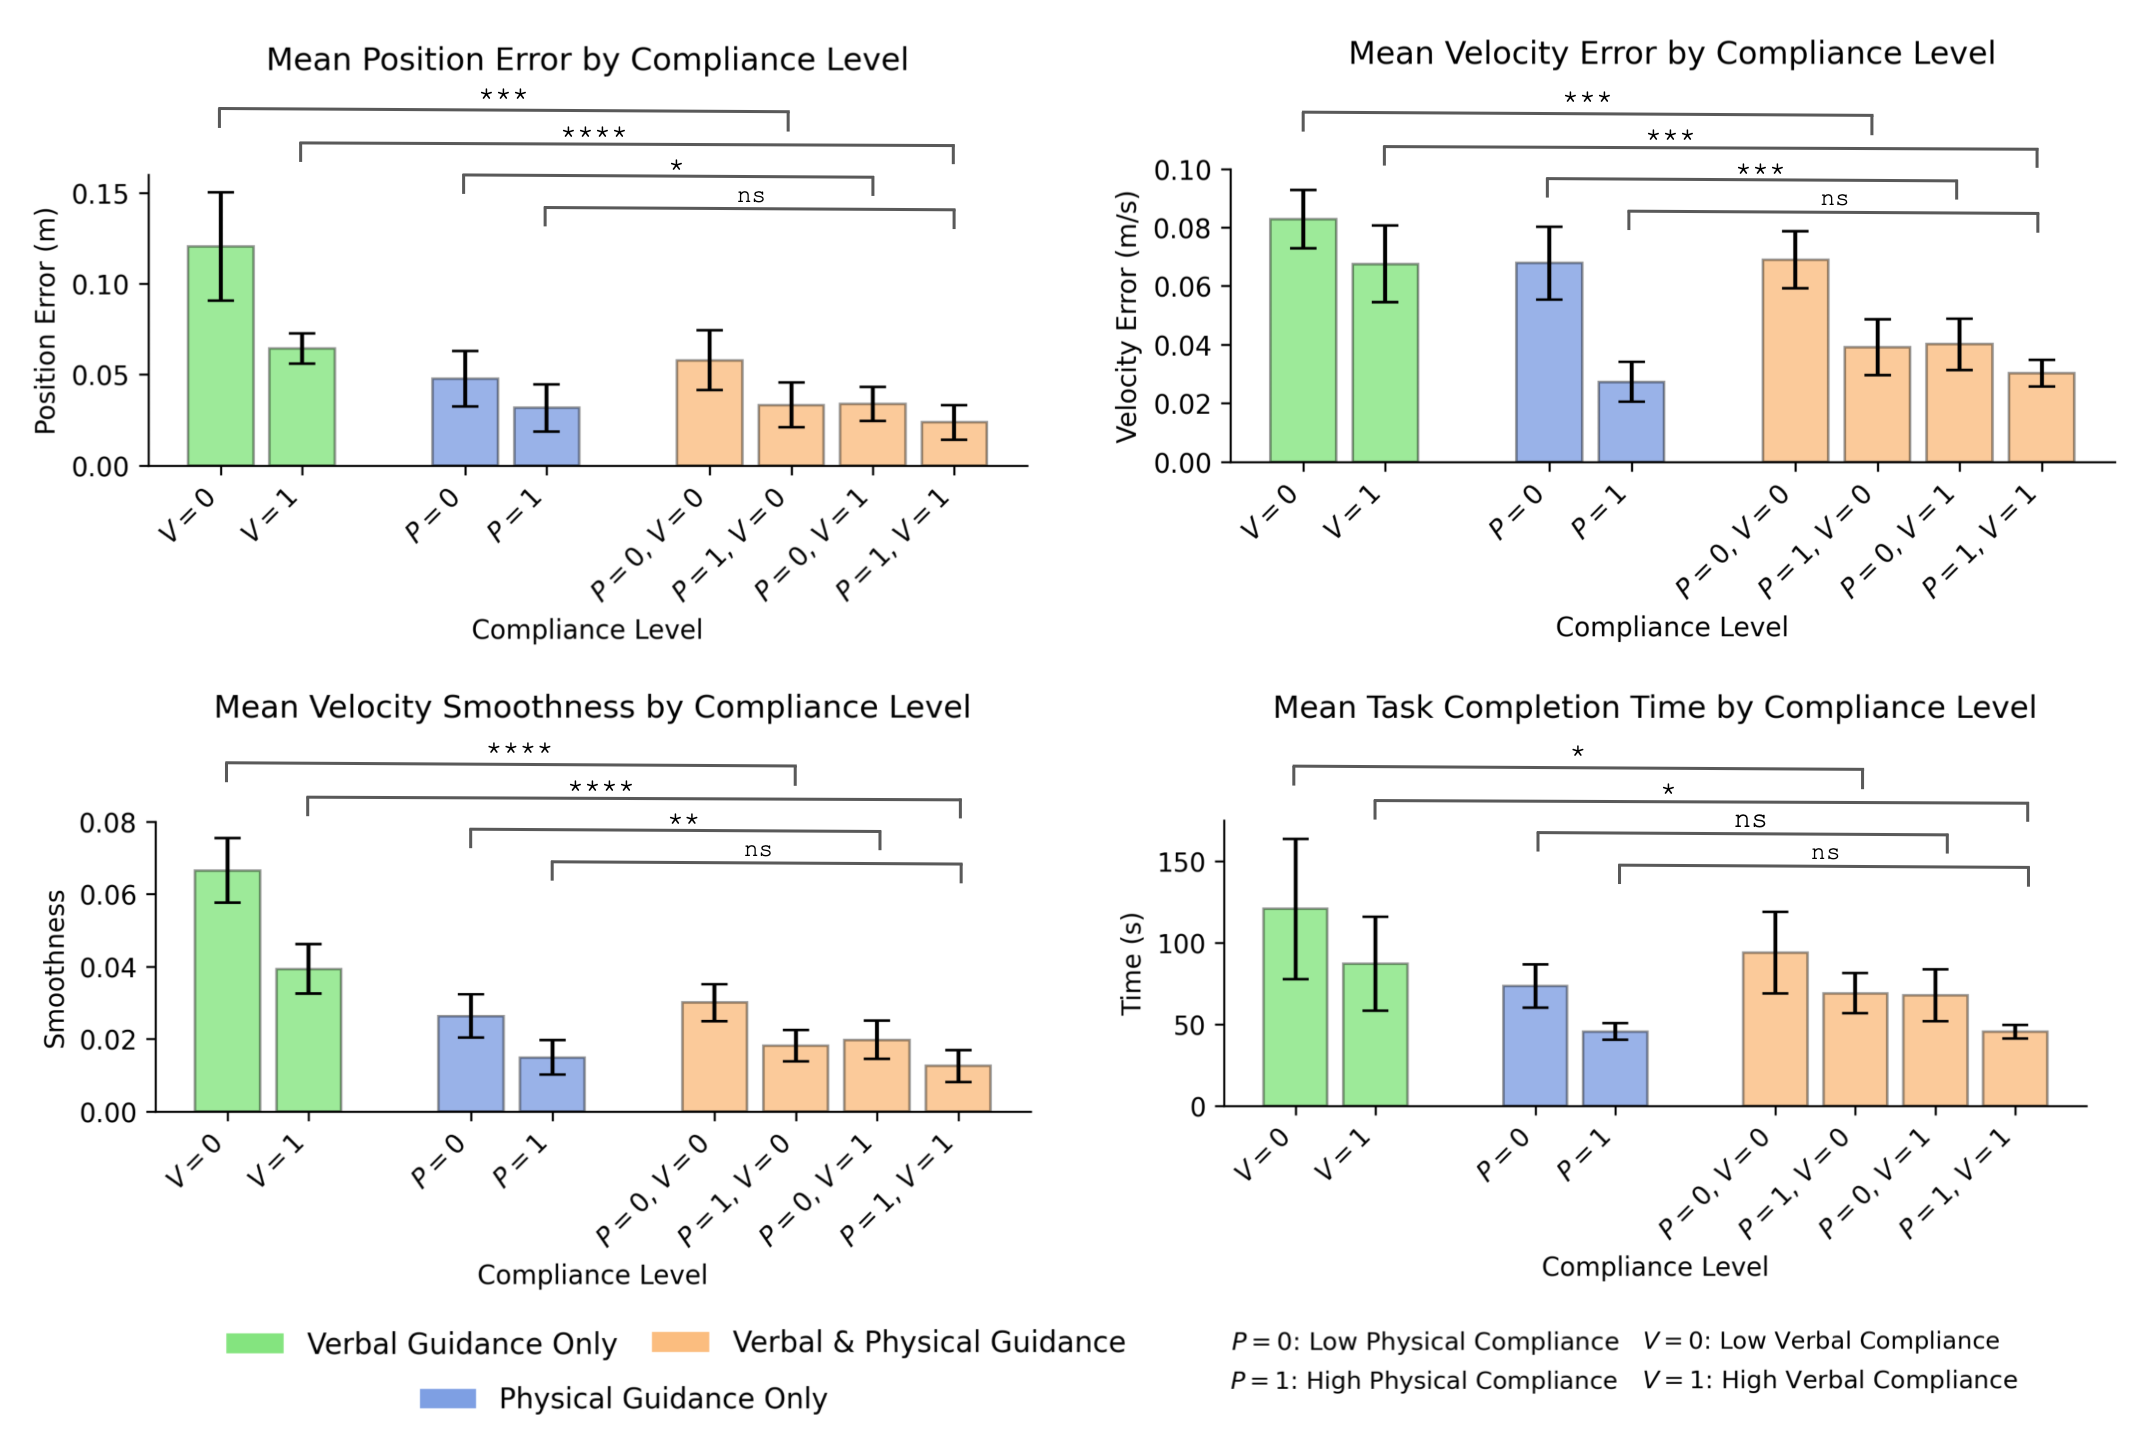 Mean Position Error by Compliance Level
***
****
*
ns
0.15
0.10
0.05
0.00
Position Error (m)
V = 0
V = 1
P = 0
P = 1
P = 0, V = 0
P = 1, V = 0
P = 0, V = 1
P = 1, V = 1
Compliance Level
Mean Velocity Error by Compliance Level
***
***
***
ns
0.10
0.08
0.06
0.04
0.02
0.00
Velocity Error (m/s)
V = 0
V = 1
P = 0
P = 1
P = 0, V = 0
P = 1, V = 0
P = 0, V = 1
P = 1, V = 1
Compliance Level
Mean Velocity Smoothness by Compliance Level
****
****
**
ns
0.08
0.06
0.04
0.02
0.00
Smoothness
V = 0
V = 1
P = 0
P = 1
P = 0, V = 0
P = 1, V = 0
P = 0, V = 1
P = 1, V = 1
Compliance Level
Mean Task Completion Time by Compliance Level
*
*
ns
ns
150
100
50
0
Time (s)
V = 0
V = 1
P = 0
P = 1
P = 0, V = 0
P = 1, V = 0
P = 0, V = 1
P = 1, V = 1
Compliance Level
Verbal Guidance Only
Verbal & Physical Guidance
Physical Guidance Only
P = 0: Low Physical Compliance
V = 0: Low Verbal Compliance
P = 1: High Physical Compliance
V = 1: High Verbal Compliance